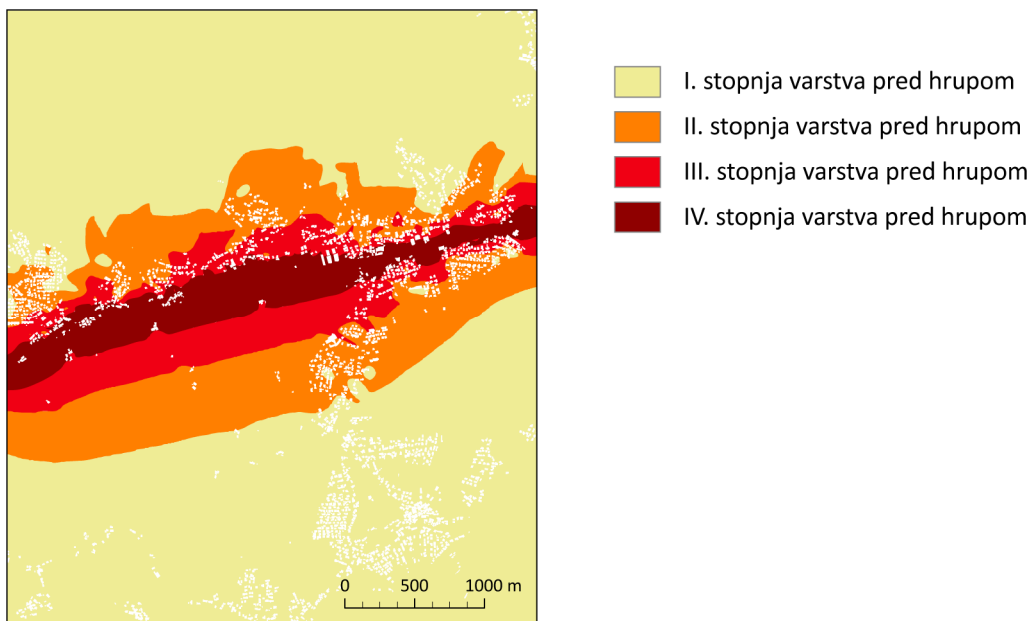 I. stopnja varstva pred hrupom
II. stopnja varstva pred hrupom
III. stopnja varstva pred hrupom
IV. stopnja varstva pred hrupom
0 500 1000 m